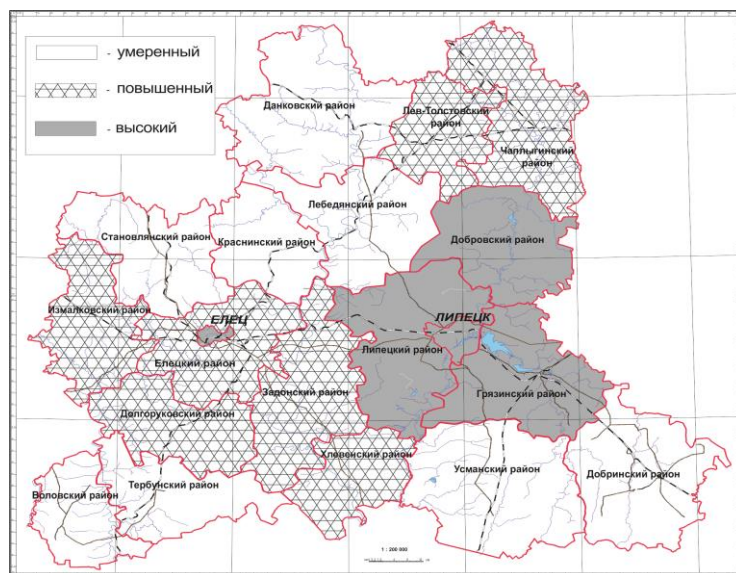 - умеренный
- повышенный
- высокий
Данковский район
Лев-Толстовский
район
Чаплыгинский
район
Лебедянский район
Становлянский район
Краснинский район
Добровский район
Измалковский район
ЕЛЕЦ
ЛИПЕЦК
Елецкий район
Липецкий район
Задонский район
Грязинский район
Долгоруковский район
Хлевенский район
Усманский район
Добринский район
Воловский район
Тербунский район
1 : 200 000